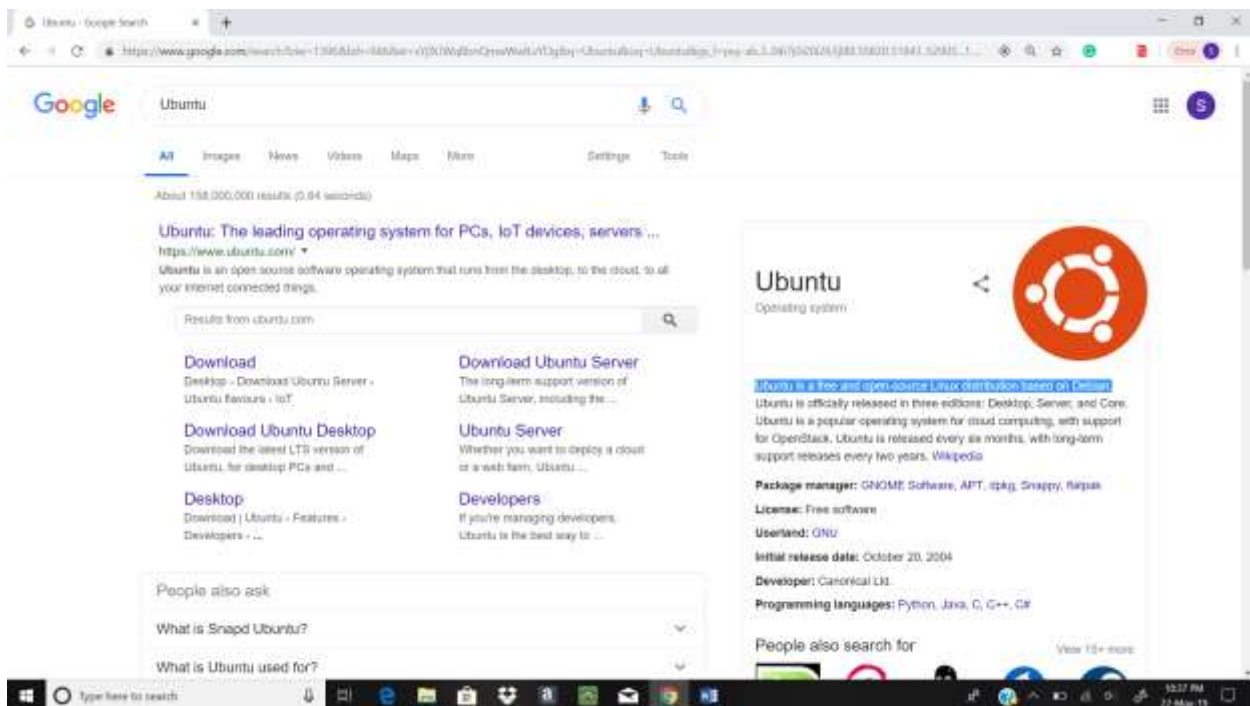 Ubuntu - Google Search
Google
Ubuntu
S
All Images News Videos Maps More Settings Tools
About 158,000,000 results (0.84 seconds)
Ubuntu: The leading operating system for PCs, IoT devices, servers ...
https://www.ubuntu.com/
Ubuntu is an open source software operating system that runs from the desktop, to the cloud, to all
your internet connected things.
Results from ubuntu.com
Download
Desktop - Download Ubuntu Server -
Ubuntu flavours - IoT
Download Ubuntu Server
The long-term support version of
Ubuntu Server, including the ...
Download Ubuntu Desktop
Download the latest LTS version of
Ubuntu, for desktop PCs and ...
Ubuntu Server
Whether you want to deploy a cloud
or a web farm, Ubuntu ...
Desktop
Download | Ubuntu - Features -
Developers - ...
Developers
If you're managing developers,
Ubuntu is the best way to ...
People also ask
What is Snapd Ubuntu?
What is Ubuntu used for?
Ubuntu
Operating system
Ubuntu is a free and open-source Linux distribution based on Debian.
Ubuntu is officially released in three editions: Desktop, Server, and Core.
Ubuntu is a popular operating system for cloud computing, with support
for OpenStack. Ubuntu is released every six months, with long-term
support releases every two years. Wikipedia
Package manager: GNOME Software, APT, dpkg, Snappy, flatpak
License: Free software
Userland: GNU
Initial release date: October 20, 2004
Developer: Canonical Ltd.
Programming languages: Python, Java, C, C++, C#
People also search for View 15+ more
Type here to search
10:37 PM
22-Mar-19